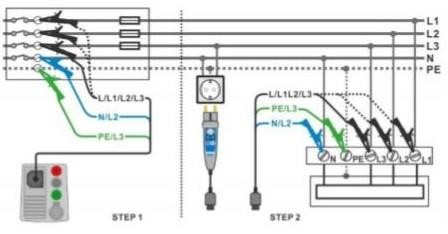 L1
L2
L3
N
PE
L/L1/L2/L3
N/L2
PE/L3
L/L1L2/L3
PE/L3
N/L2
N PE L3 L2 L1
STEP 1
STEP 2